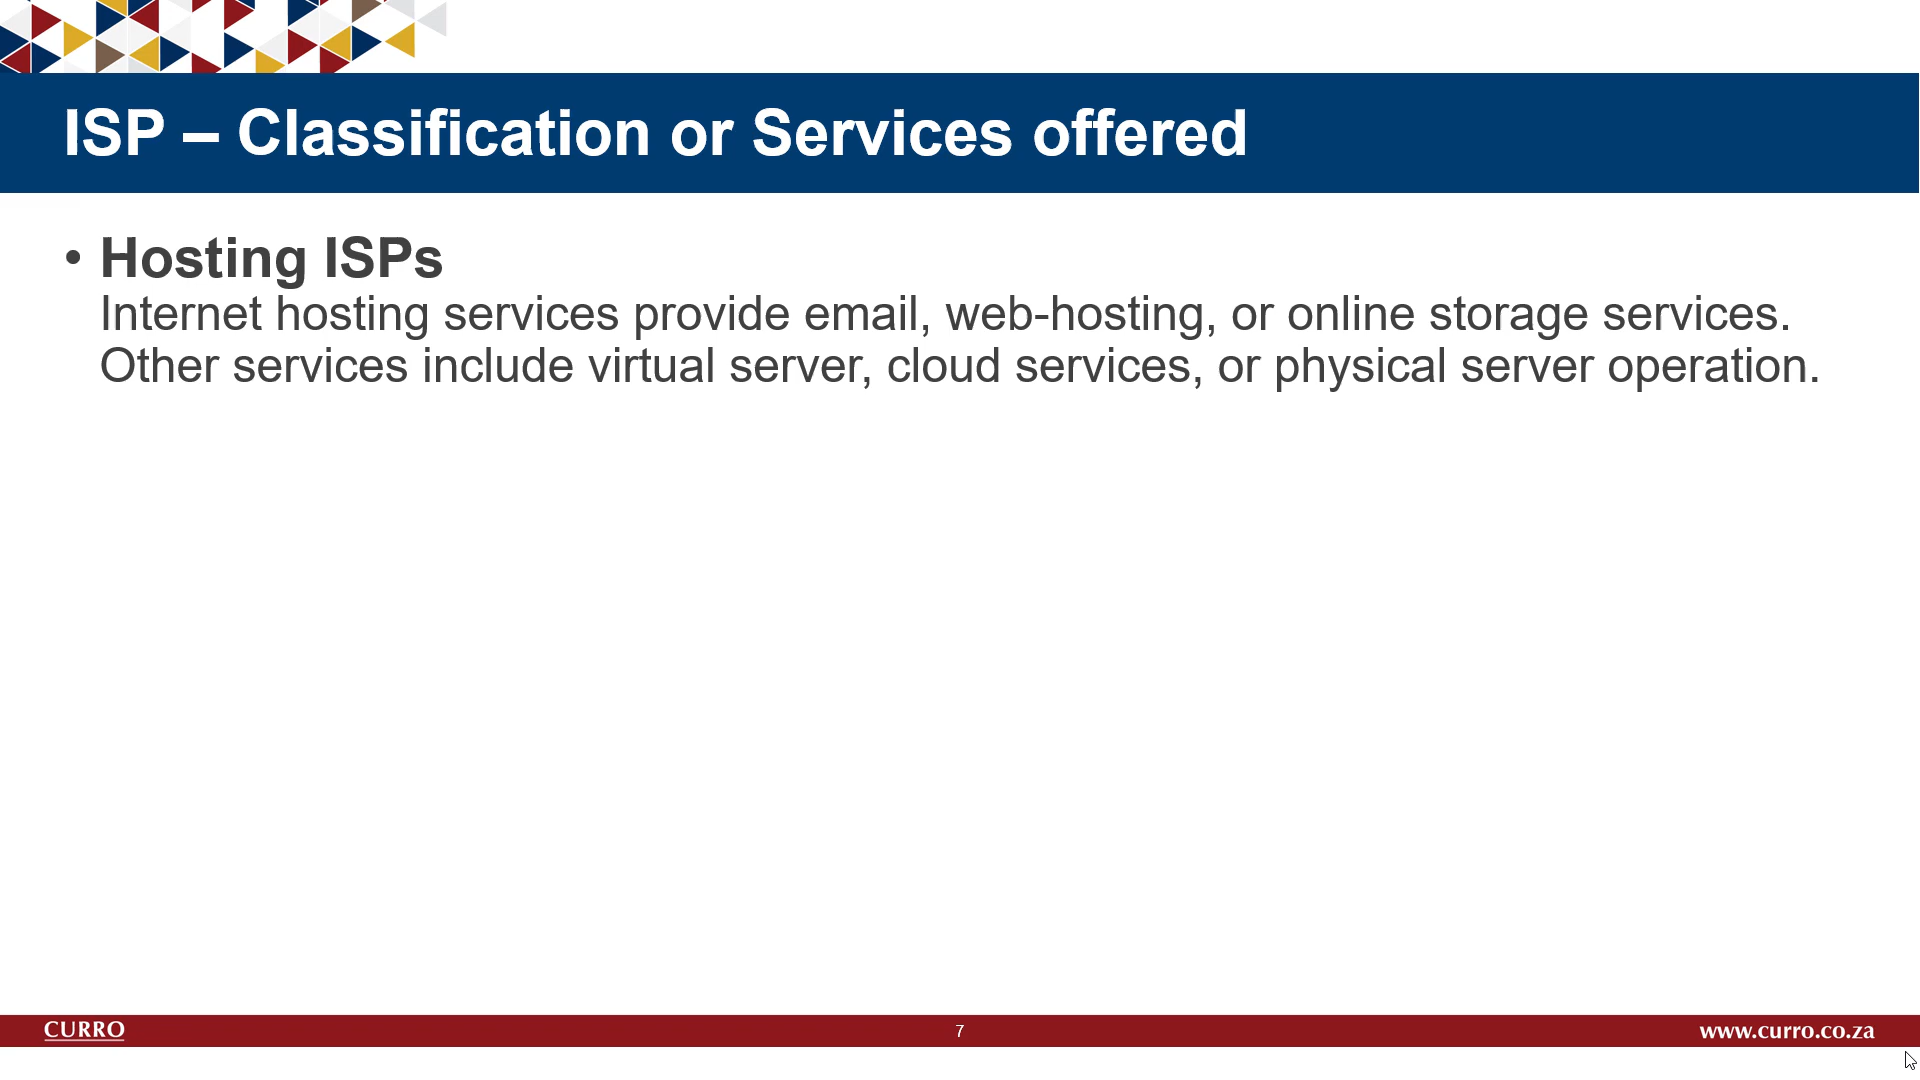 ISP – Classification or Services offered
• Hosting ISPs
Internet hosting services provide email, web-hosting, or online storage services.
Other services include virtual server, cloud services, or physical server operation.
CURRO
7
www.curro.co.za